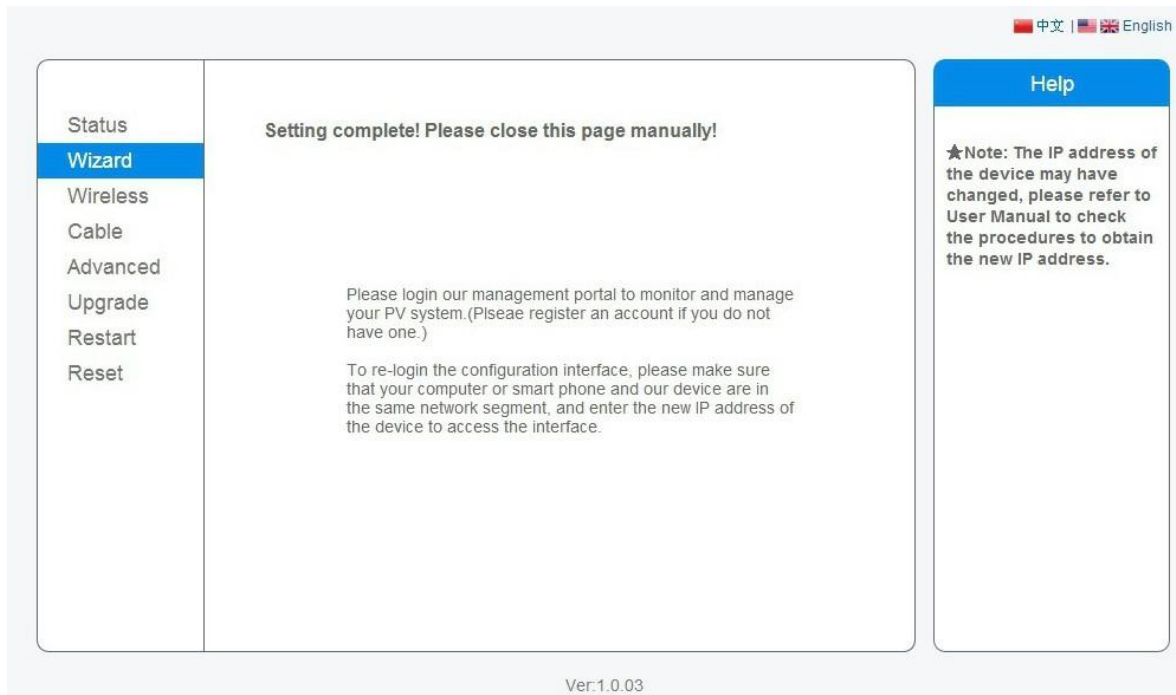 中文 | English
Status
Wizard
Wireless
Cable
Advanced
Upgrade
Restart
Reset
Setting complete! Please close this page manually!
Please login our management portal to monitor and manage
your PV system.(Plseae register an account if you do not
have one.)
To re-login the configuration interface, please make sure
that your computer or smart phone and our device are in
the same network segment, and enter the new IP address of
the device to access the interface.
Help
★Note: The IP address of
the device may have
changed, please refer to
User Manual to check
the procedures to obtain
the new IP address.
Ver:1.0.03